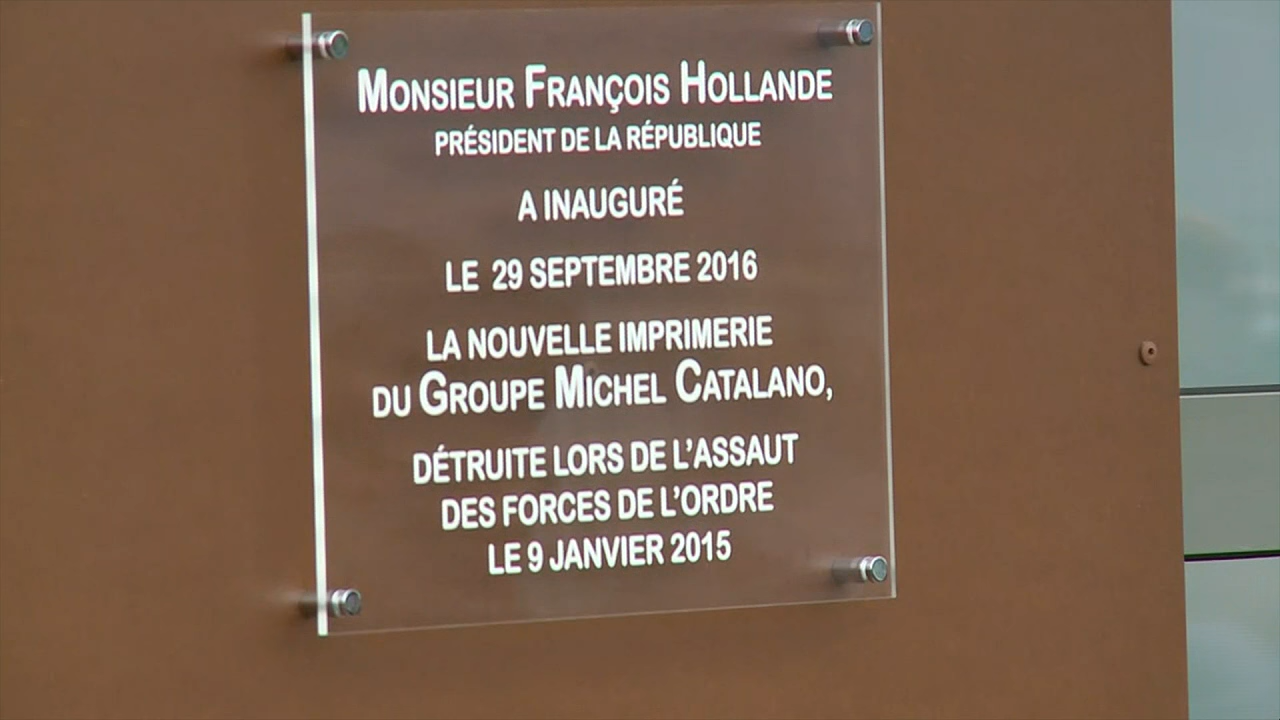 MONSIEUR FRANÇOIS HOLLANDE
PRÉSIDENT DE LA RÉPUBLIQUE
A INAUGURÉ
LE 29 SEPTEMBRE 2016
LA NOUVELLE IMPRIMERIE
DU GROUPE MICHEL CATALANO,
DÉTRUITE LORS DE L'ASSAUT
DES FORCES DE L'ORDRE
LE 9 JANVIER 2015